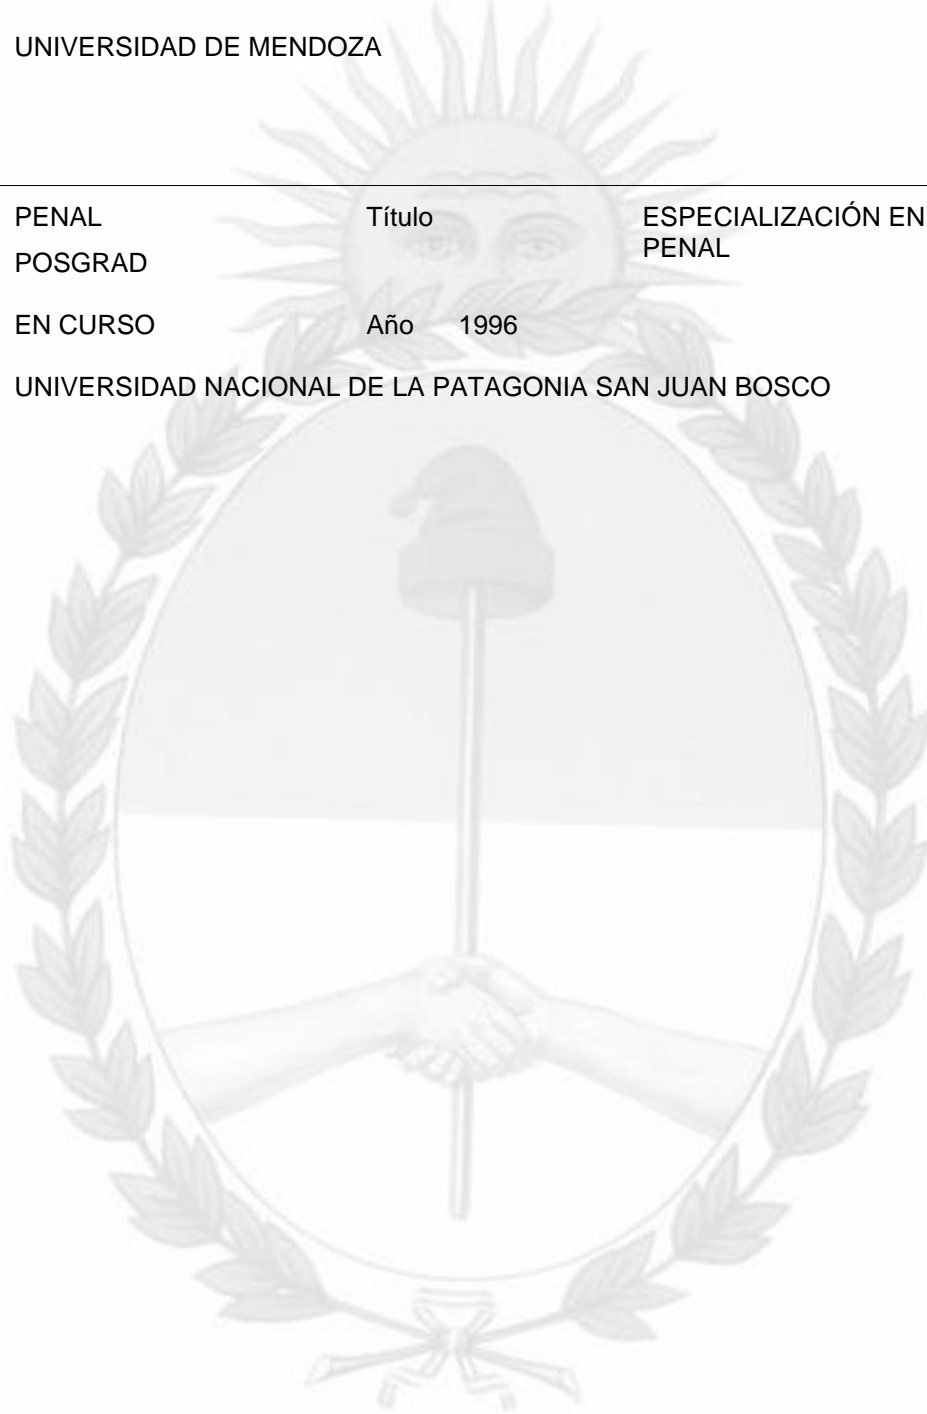 UNIVERSIDAD DE MENDOZA
PENAL Título ESPECIALIZACIÓN EN
PENAL
POSGRAD
EN CURSO Año 1996
UNIVERSIDAD NACIONAL DE LA PATAGONIA SAN JUAN BOSCO